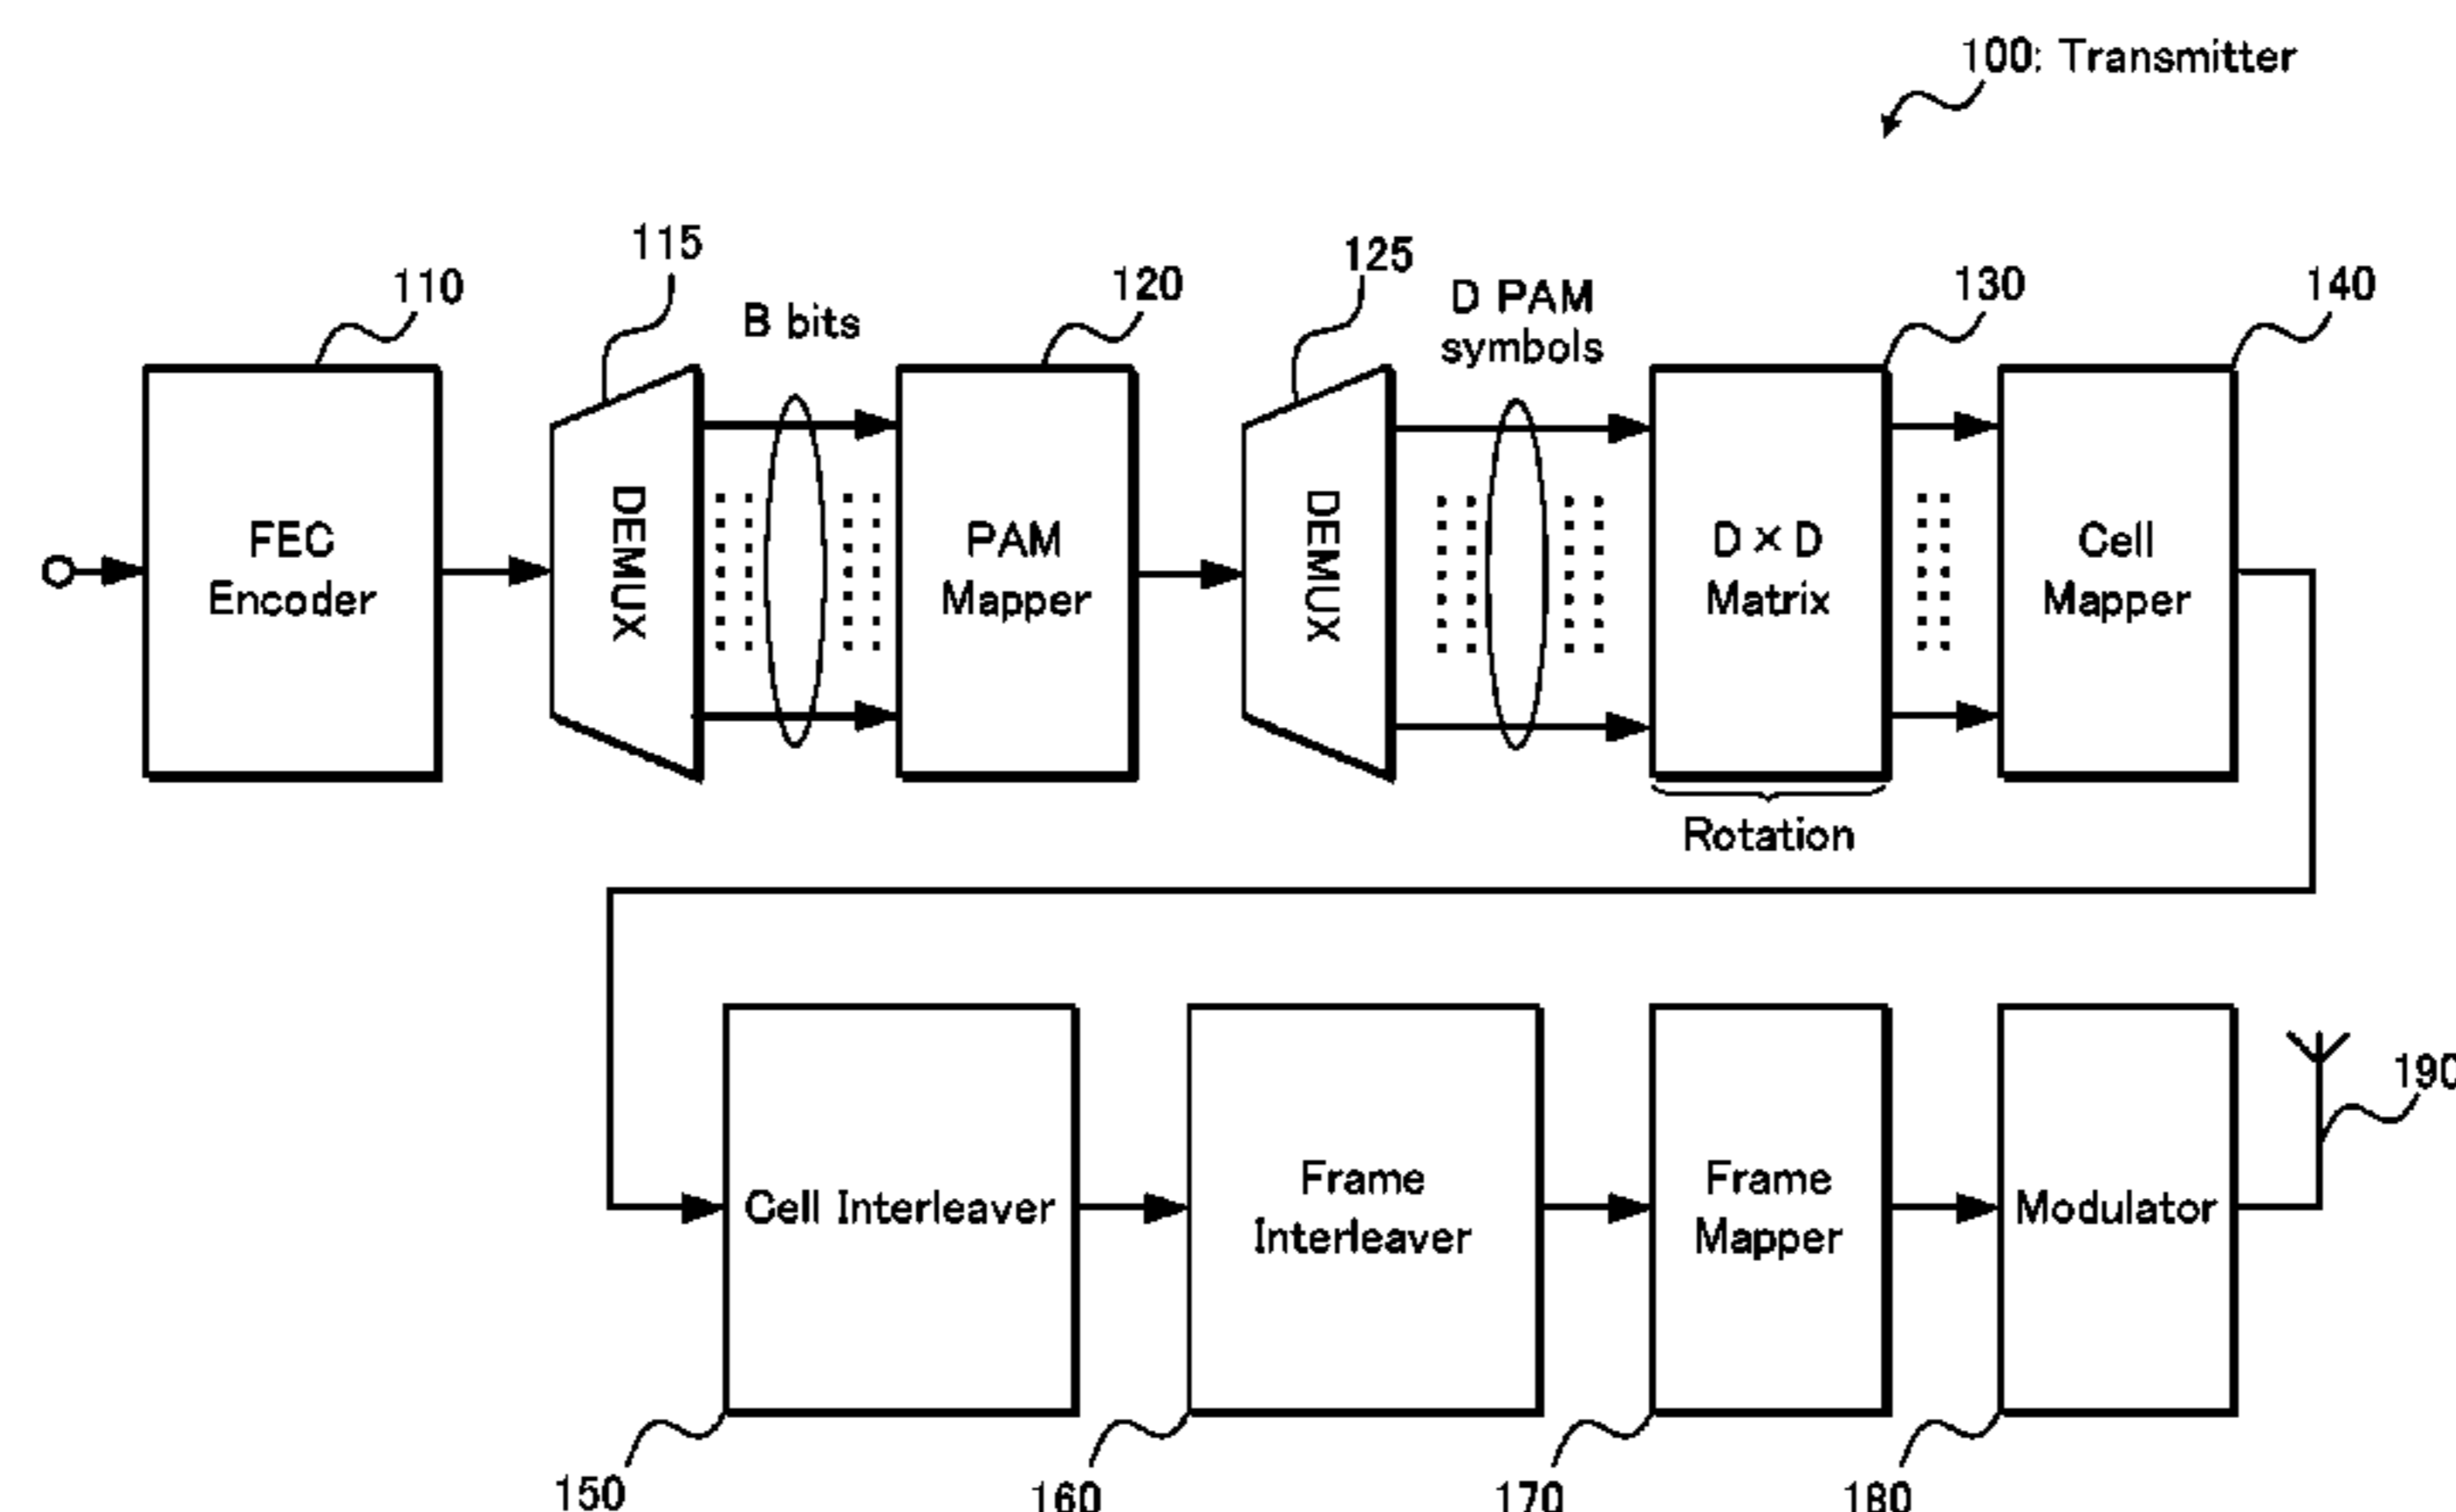 100: Transmitter
110
115
B bits
120
125
D PAM
symbols
130
140
FEC
Encoder
DEMUX
PAM
Mapper
DEMUX
D × D
Matrix
Cell
Mapper
Rotation
Cell Interleaver
Frame
Interleaver
Frame
Mapper
Modulator
190
150
160
170
180